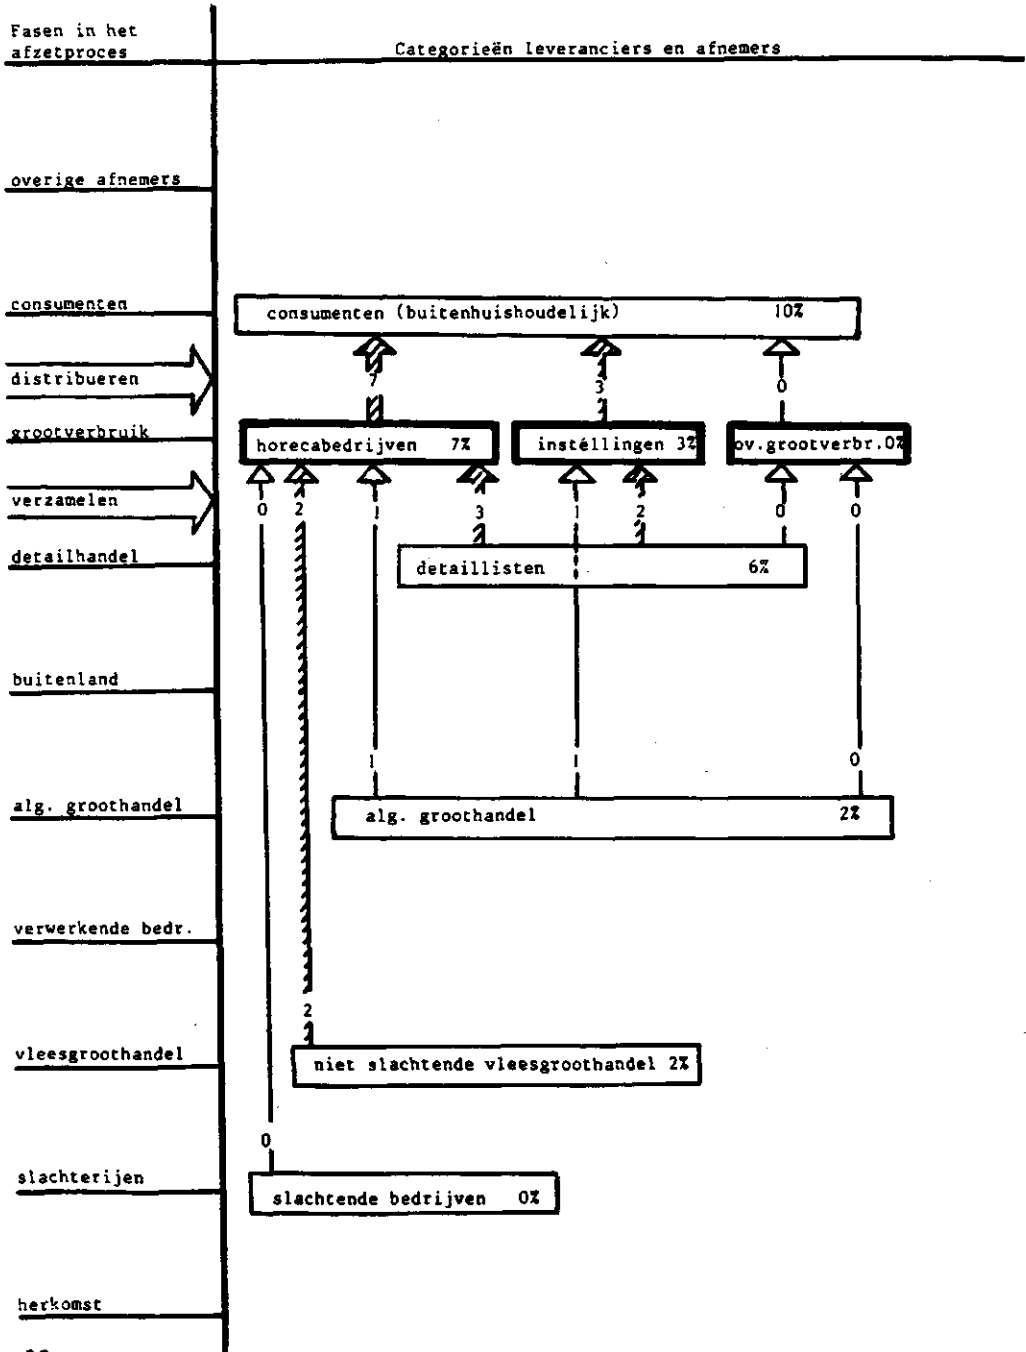 Fasen in het
afzetproces
Categorieën leveranciers en afnemers
overige afnemers
consumenten
consumenten (buitenhuishoudelijk) 10%
distribueren
7 3 0
grootverbruik
horecabedrijven 7%
instéllingen 3%
ov.grootverbr.0%
verzamelen
0 2 1 3 1 2 0 0
detailhandel
detaillisten 6%
buitenland
1 1 0
alg. groothandel
alg. groothandel 2%
verwerkende bedr.
2
vleesgroothandel
niet slachtende vleesgroothandel 2%
0
slachterijen
slachtende bedrijven 0%
herkomst